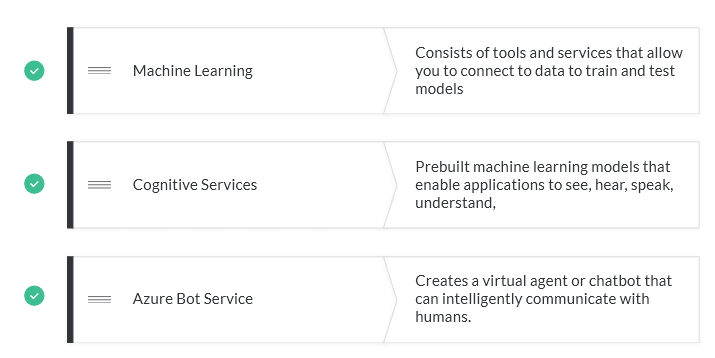 Machine Learning
Consists of tools and services that allow
you to connect to data to train and test
models
Cognitive Services
Prebuilt machine learning models that
enable applications to see, hear, speak,
understand,
Azure Bot Service
Creates a virtual agent or chatbot that
can intelligently communicate with
humans.